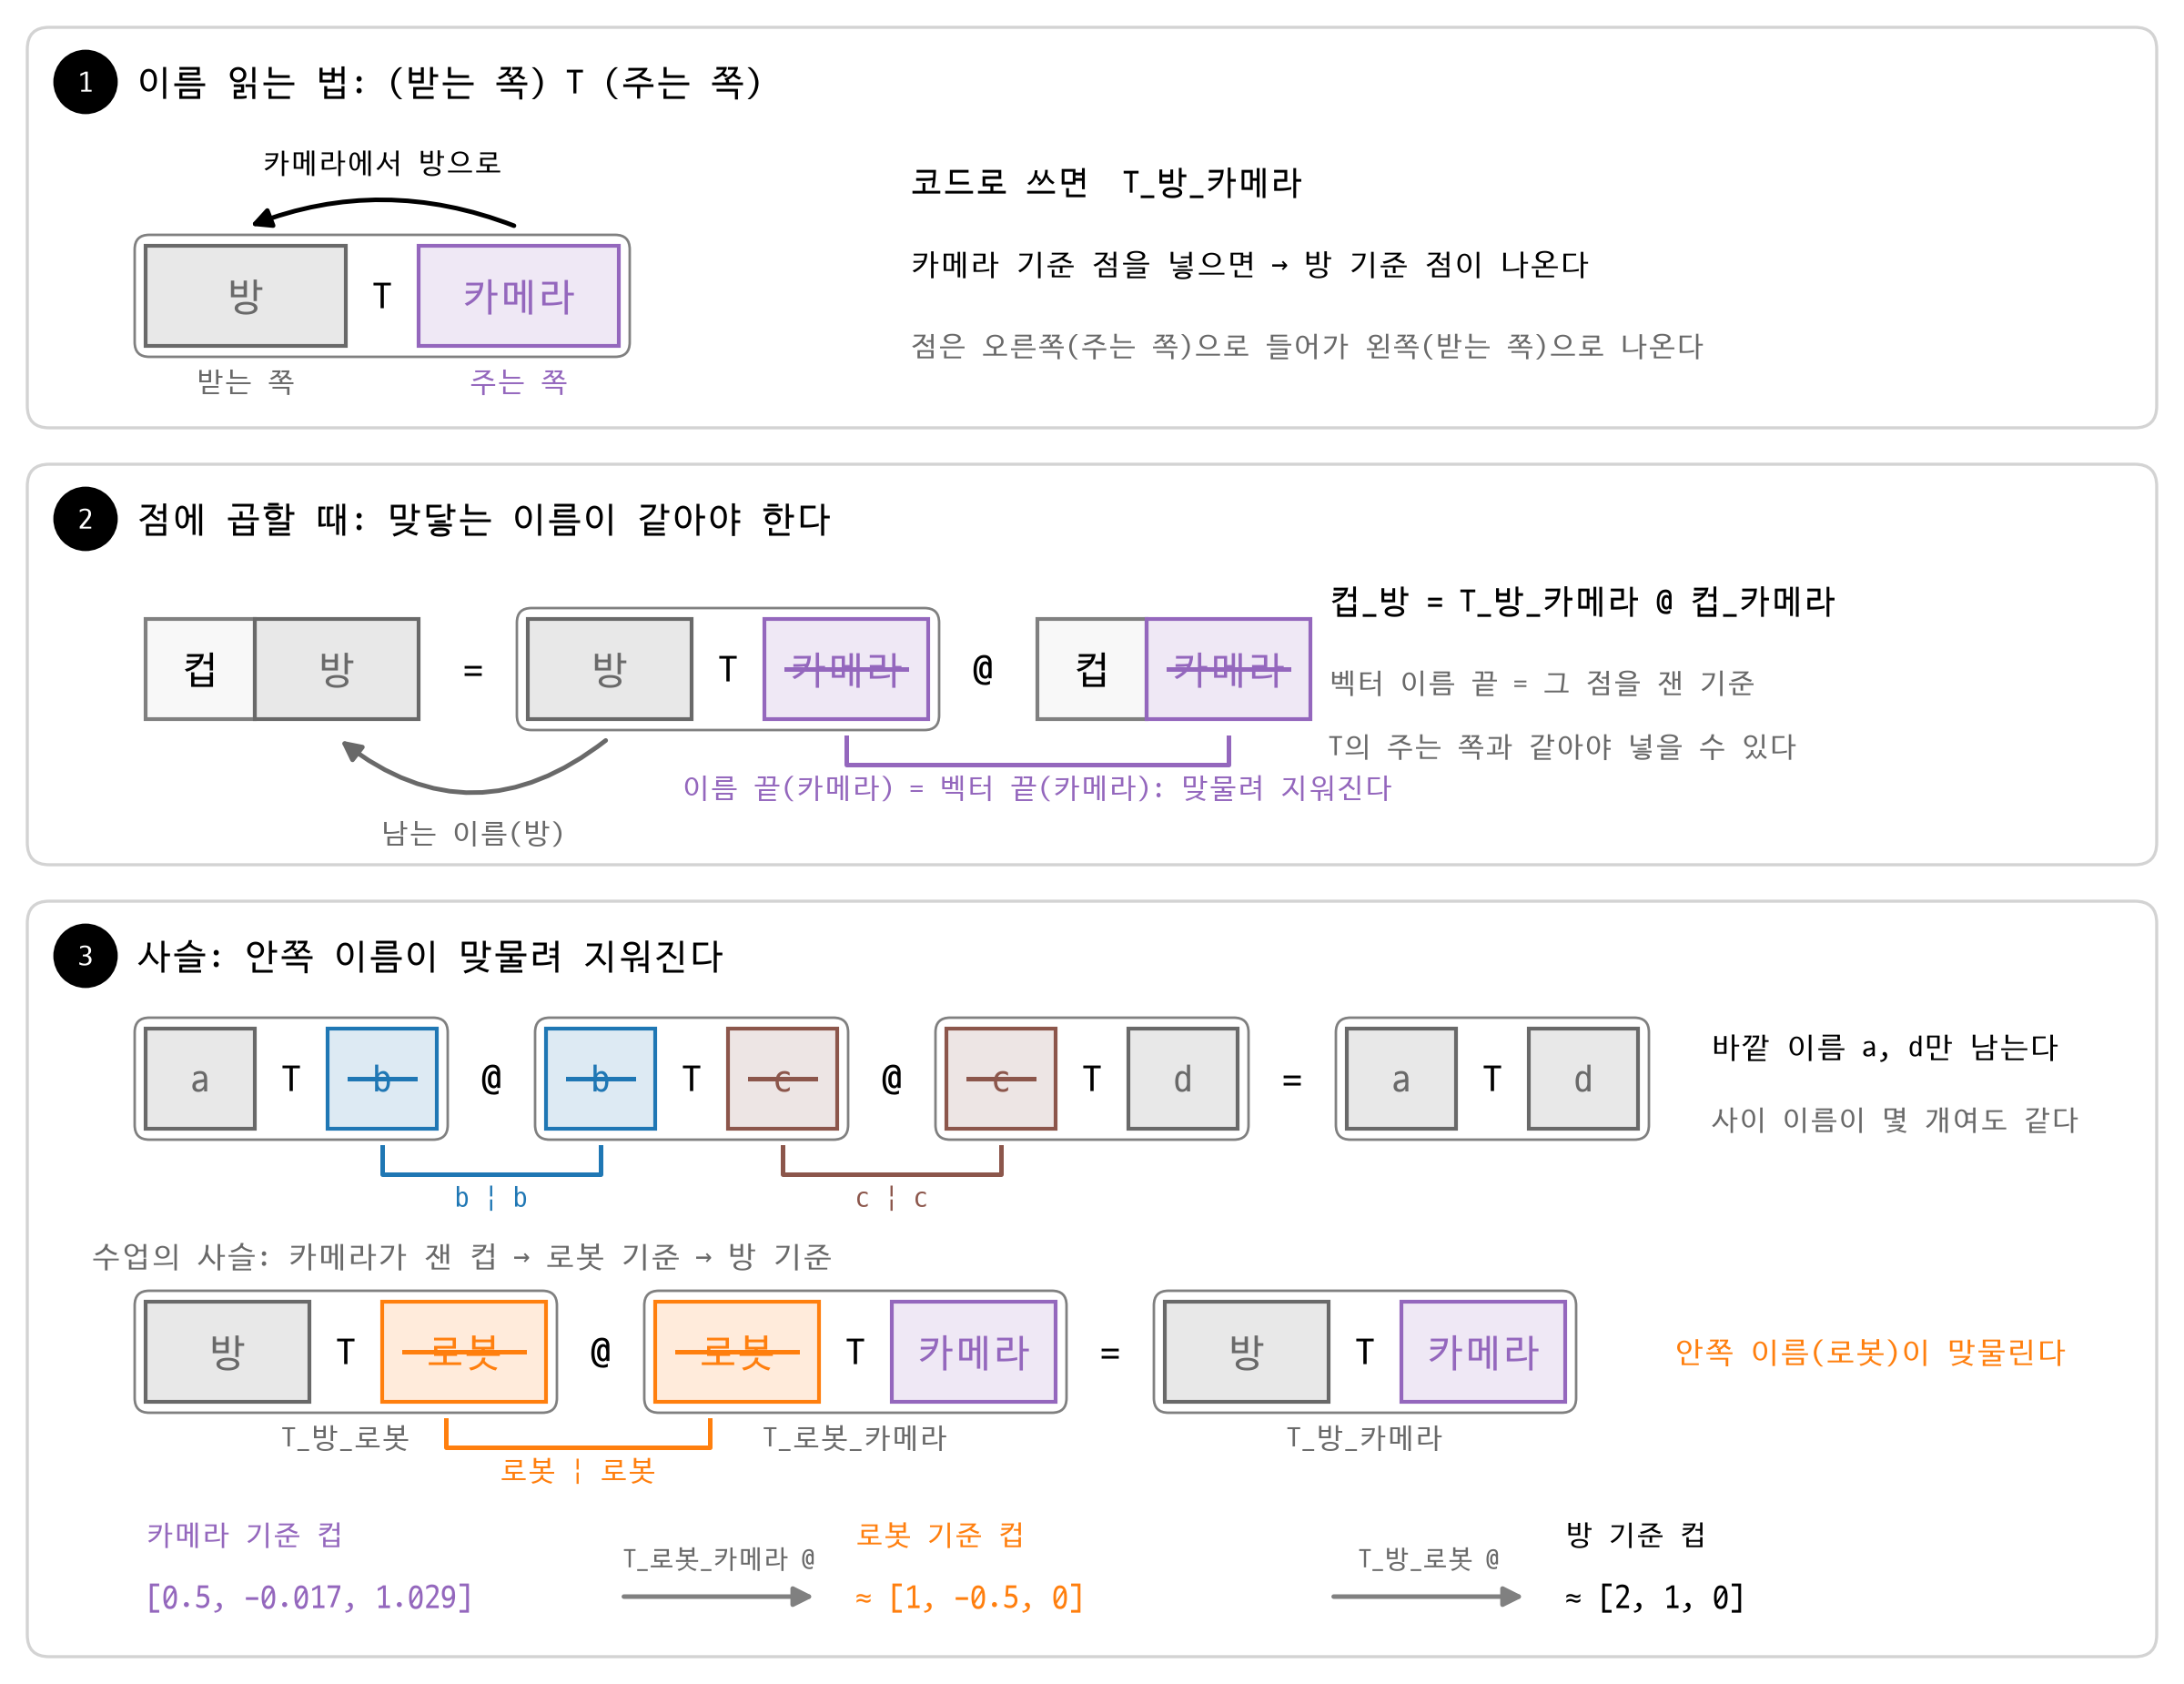 1 이름 읽는 법: (받는 쪽) T (주는 쪽)
카메라에서 방으로
방 T 카메라
받는 쪽 주는 쪽
코드로 쓰면 T_방_카메라
카메라 기준 점을 넣으면 → 방 기준 점이 나온다
점은 오른쪽(주는 쪽)으로 들어가 왼쪽(받는 쪽)으로 나온다
2 점에 곱할 때: 맞닿는 이름이 같아야 한다
컵 방 = 방 T 카메라 @ 컵 카메라
이름 끝(카메라) = 벡터 끝(카메라): 맞물려 지워진다
남는 이름(방)
컵_방 = T_방_카메라 @ 컵_카메라
벡터 이름 끝 = 그 점을 잰 기준
T의 주는 쪽과 같아야 넣을 수 있다
3 사슬: 안쪽 이름이 맞물려 지워진다
a T b @ b T c @ c T d = a T d
b ¦ b c ¦ c
바깥 이름 a, d만 남는다
사이 이름이 몇 개여도 같다
수업의 사슬: 카메라가 잰 컵 → 로봇 기준 → 방 기준
방 T 로봇 @ 로봇 T 카메라 = 방 T 카메라
안쪽 이름(로봇)이 맞물린다
T_방_로봇 T_로봇_카메라 T_방_카메라
로봇 ¦ 로봇
카메라 기준 컵
[0.5, −0.017, 1.029]
T_로봇_카메라 @
로봇 기준 컵
≈ [1, −0.5, 0]
T_방_로봇 @
방 기준 컵
≈ [2, 1, 0]